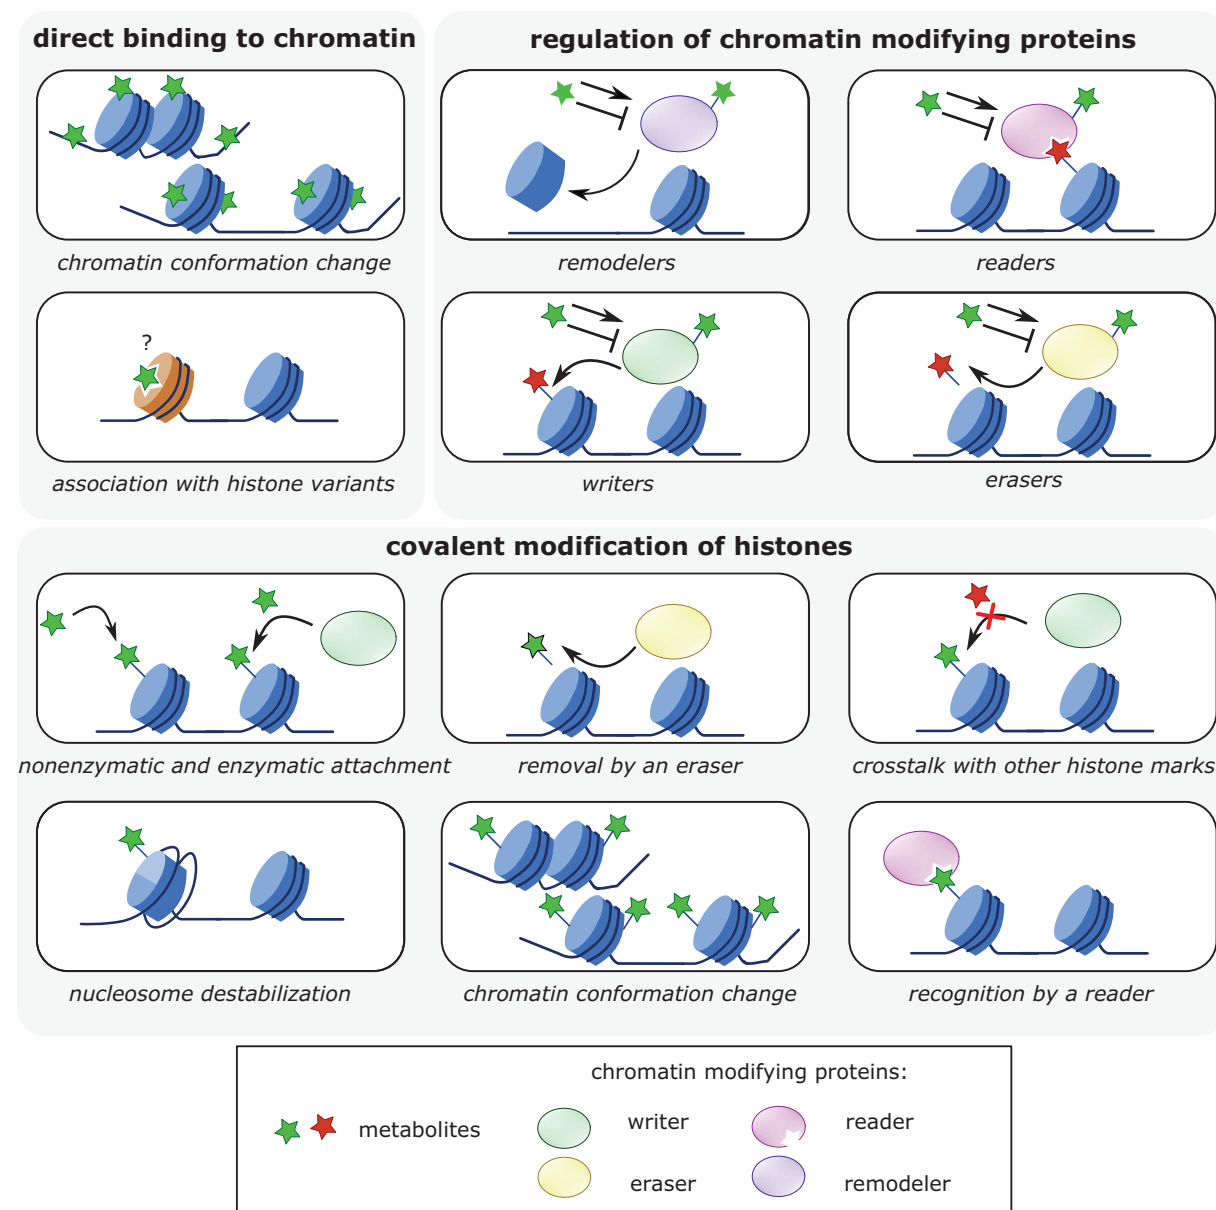 direct binding to chromatin
regulation of chromatin modifying proteins
chromatin conformation change
remodelers
readers
?
association with histone variants
writers
erasers
covalent modification of histones
nonenzymatic and enzymatic attachment
removal by an eraser
crosstalk with other histone marks
nucleosome destabilization
chromatin conformation change
recognition by a reader
chromatin modifying proteins:
metabolites
writer
reader
eraser
remodeler